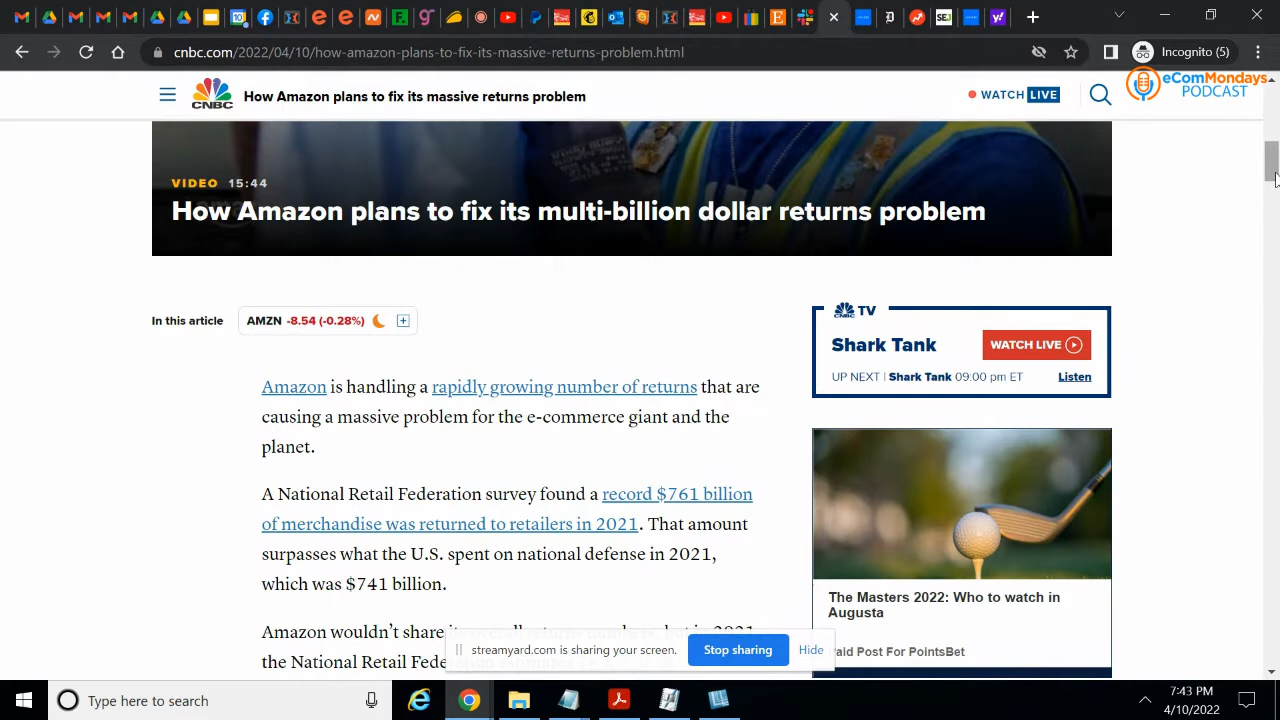 cnbc.com/2022/04/10/how-amazon-plans-to-fix-its-massive-returns-problem.html
Incognito (5)
CNBC
How Amazon plans to fix its massive returns problem
WATCH LIVE
eComMondays
PODCAST
VIDEO 15:44
How Amazon plans to fix its multi-billion dollar returns problem
In this article
AMZN -8.54 (-0.28%)
TV
Shark Tank
WATCH LIVE
UP NEXT | Shark Tank 09:00 pm ET
Listen
Amazon is handling a rapidly growing number of returns that are
causing a massive problem for the e-commerce giant and the
planet.
A National Retail Federation survey found a record $761 billion
of merchandise was returned to retailers in 2021. That amount
surpasses what the U.S. spent on national defense in 2021,
which was $741 billion.
Amazon wouldn't share its overall returns numbers, but in 2021,
the National Retail Federation estimates
The Masters 2022: Who to watch in
Augusta
aid Post For PointsBet
streamyard.com is sharing your screen.
Stop sharing
Hide
Type here to search
7:43 PM
4/10/2022